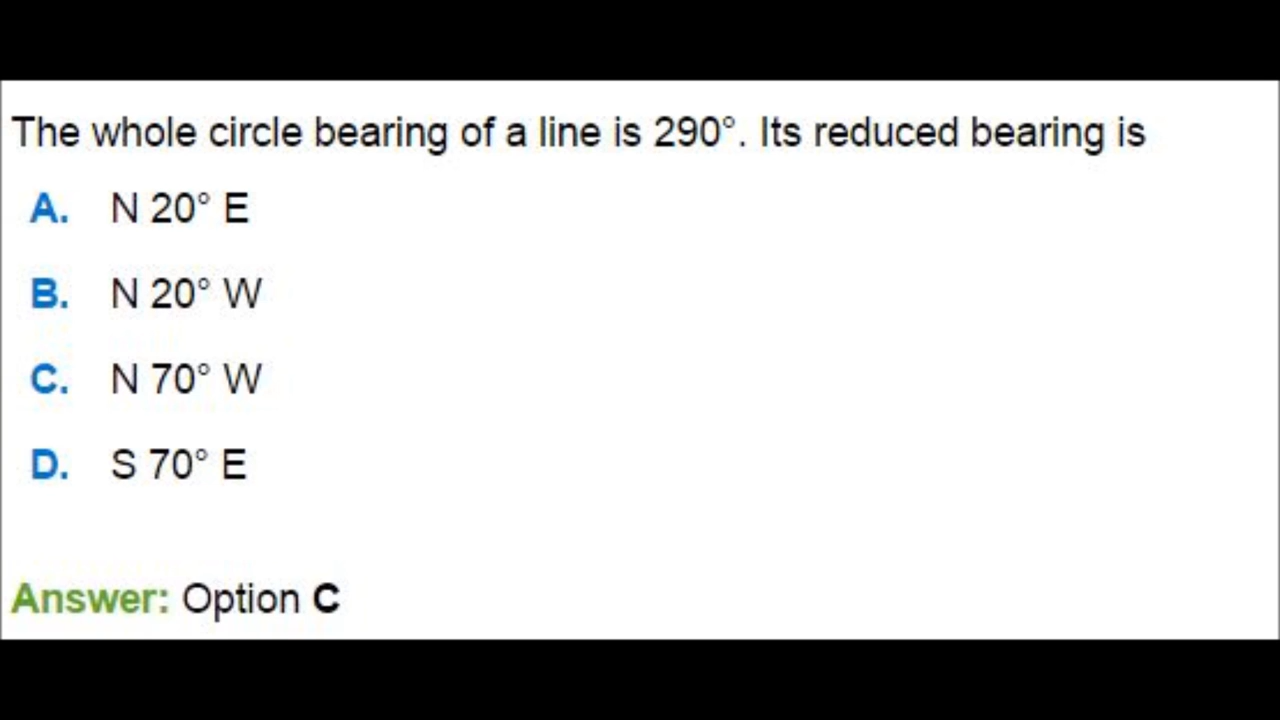 The whole circle bearing of a line is 290°. Its reduced bearing is
A. N 20° E
B. N 20° W
C. N 70° W
D. S 70° E
Answer: Option C